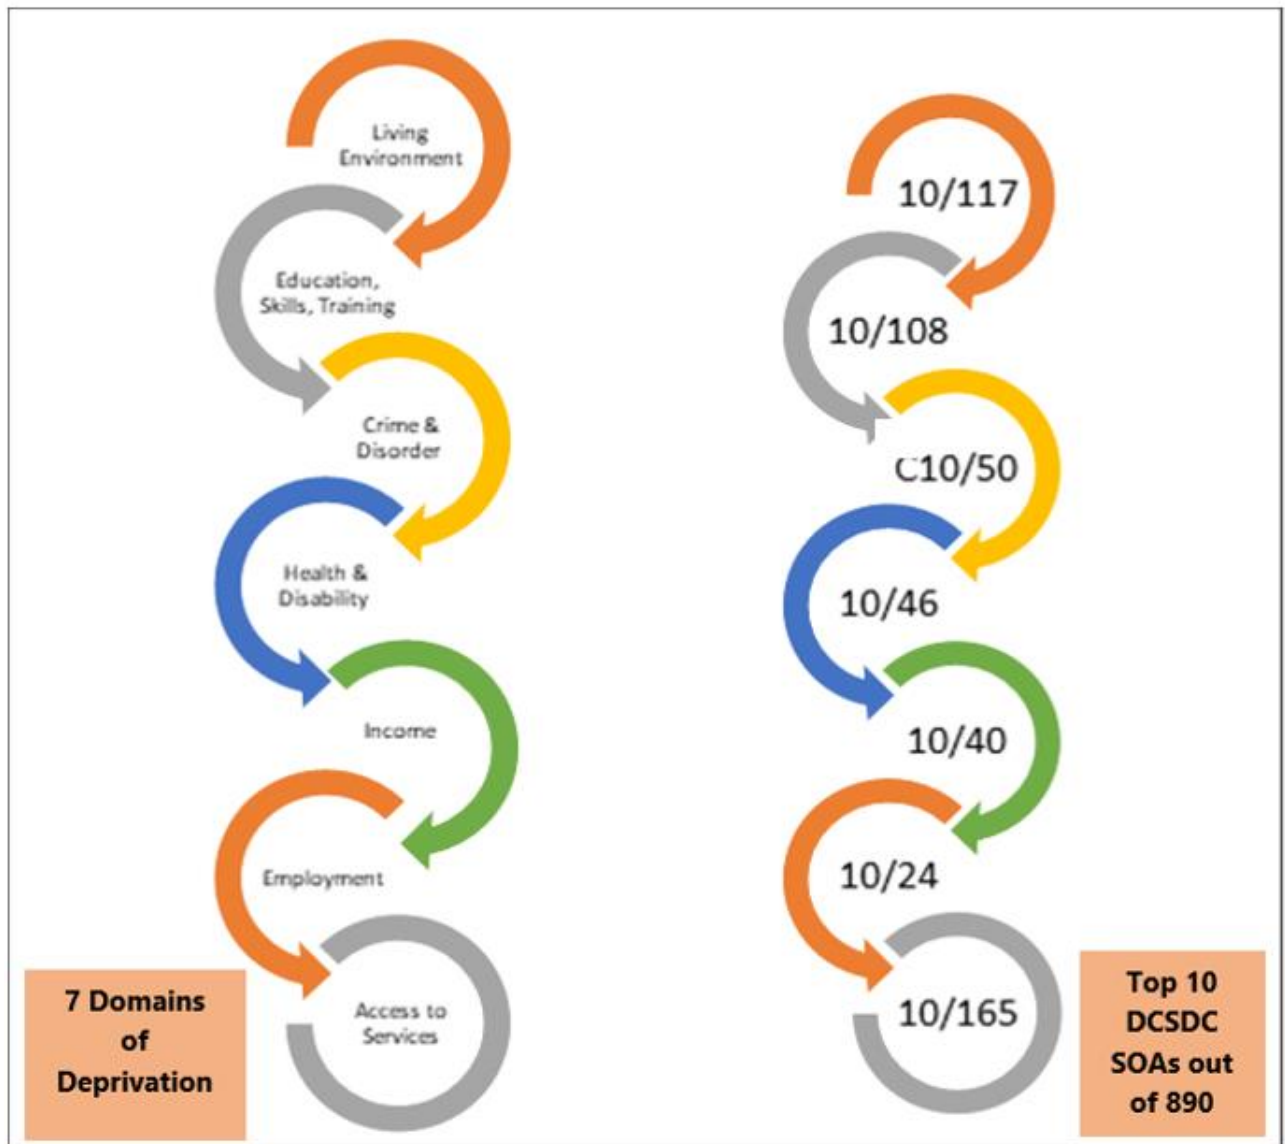 Living
Environment
Education,
Skills, Training
Crime &
Disorder
Health &
Disability
Income
Employment
Access to
Services
7 Domains
of
Deprivation
10/117
10/108
C10/50
10/46
10/40
10/24
10/165
Top 10
DCSDC
SOAs out
of 890